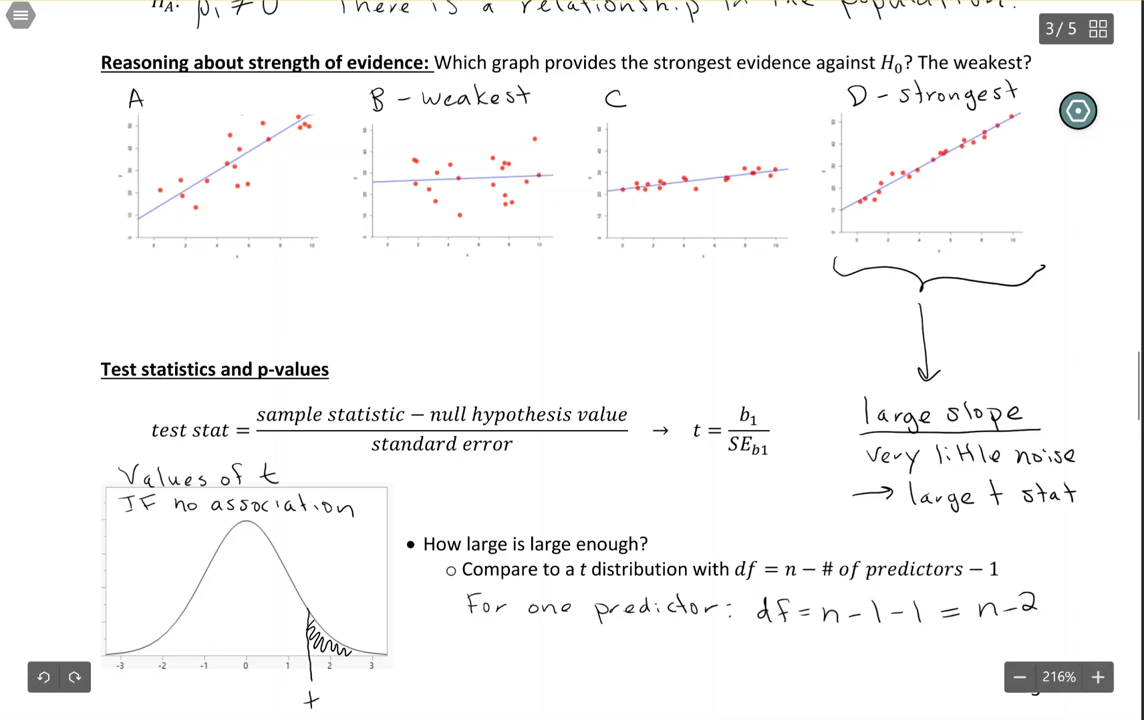 H_A: β₁ ≠ 0 There is a relationship in the population.
3 / 5
Reasoning about strength of evidence: Which graph provides the strongest evidence against H₀? The weakest?
A
B - weakest
C
D - strongest
Test statistics and p-values
test stat = (sample statistic − null hypothesis value) / (standard error) → t = b₁ / SE_b1
large slope
very little noise
→ large t stat
Values of t
IF no association
-3 -2 -1 0 1 2 3
t
• How large is large enough?
○ Compare to a t distribution with df = n − # of predictors − 1
For one predictor: df = n − 1 − 1 = n − 2
216%